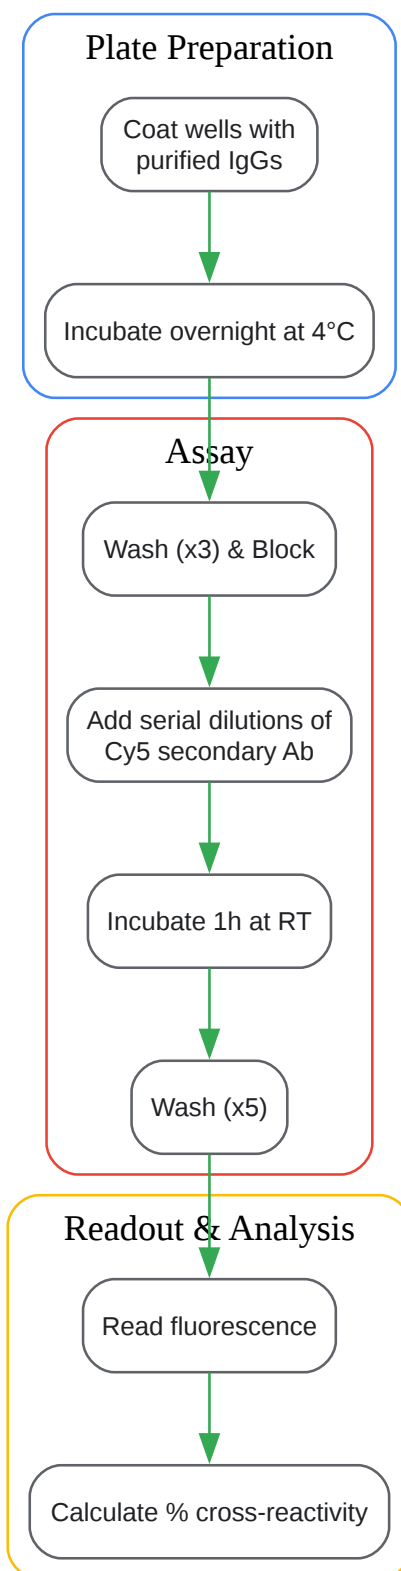 Plate Preparation
Coat wells with
purified IgGs
Incubate overnight at 4°C
Assay
Wash (x3) & Block
Add serial dilutions of
Cy5 secondary Ab
Incubate 1h at RT
Wash (x5)
Readout & Analysis
Read fluorescence
Calculate % cross-reactivity